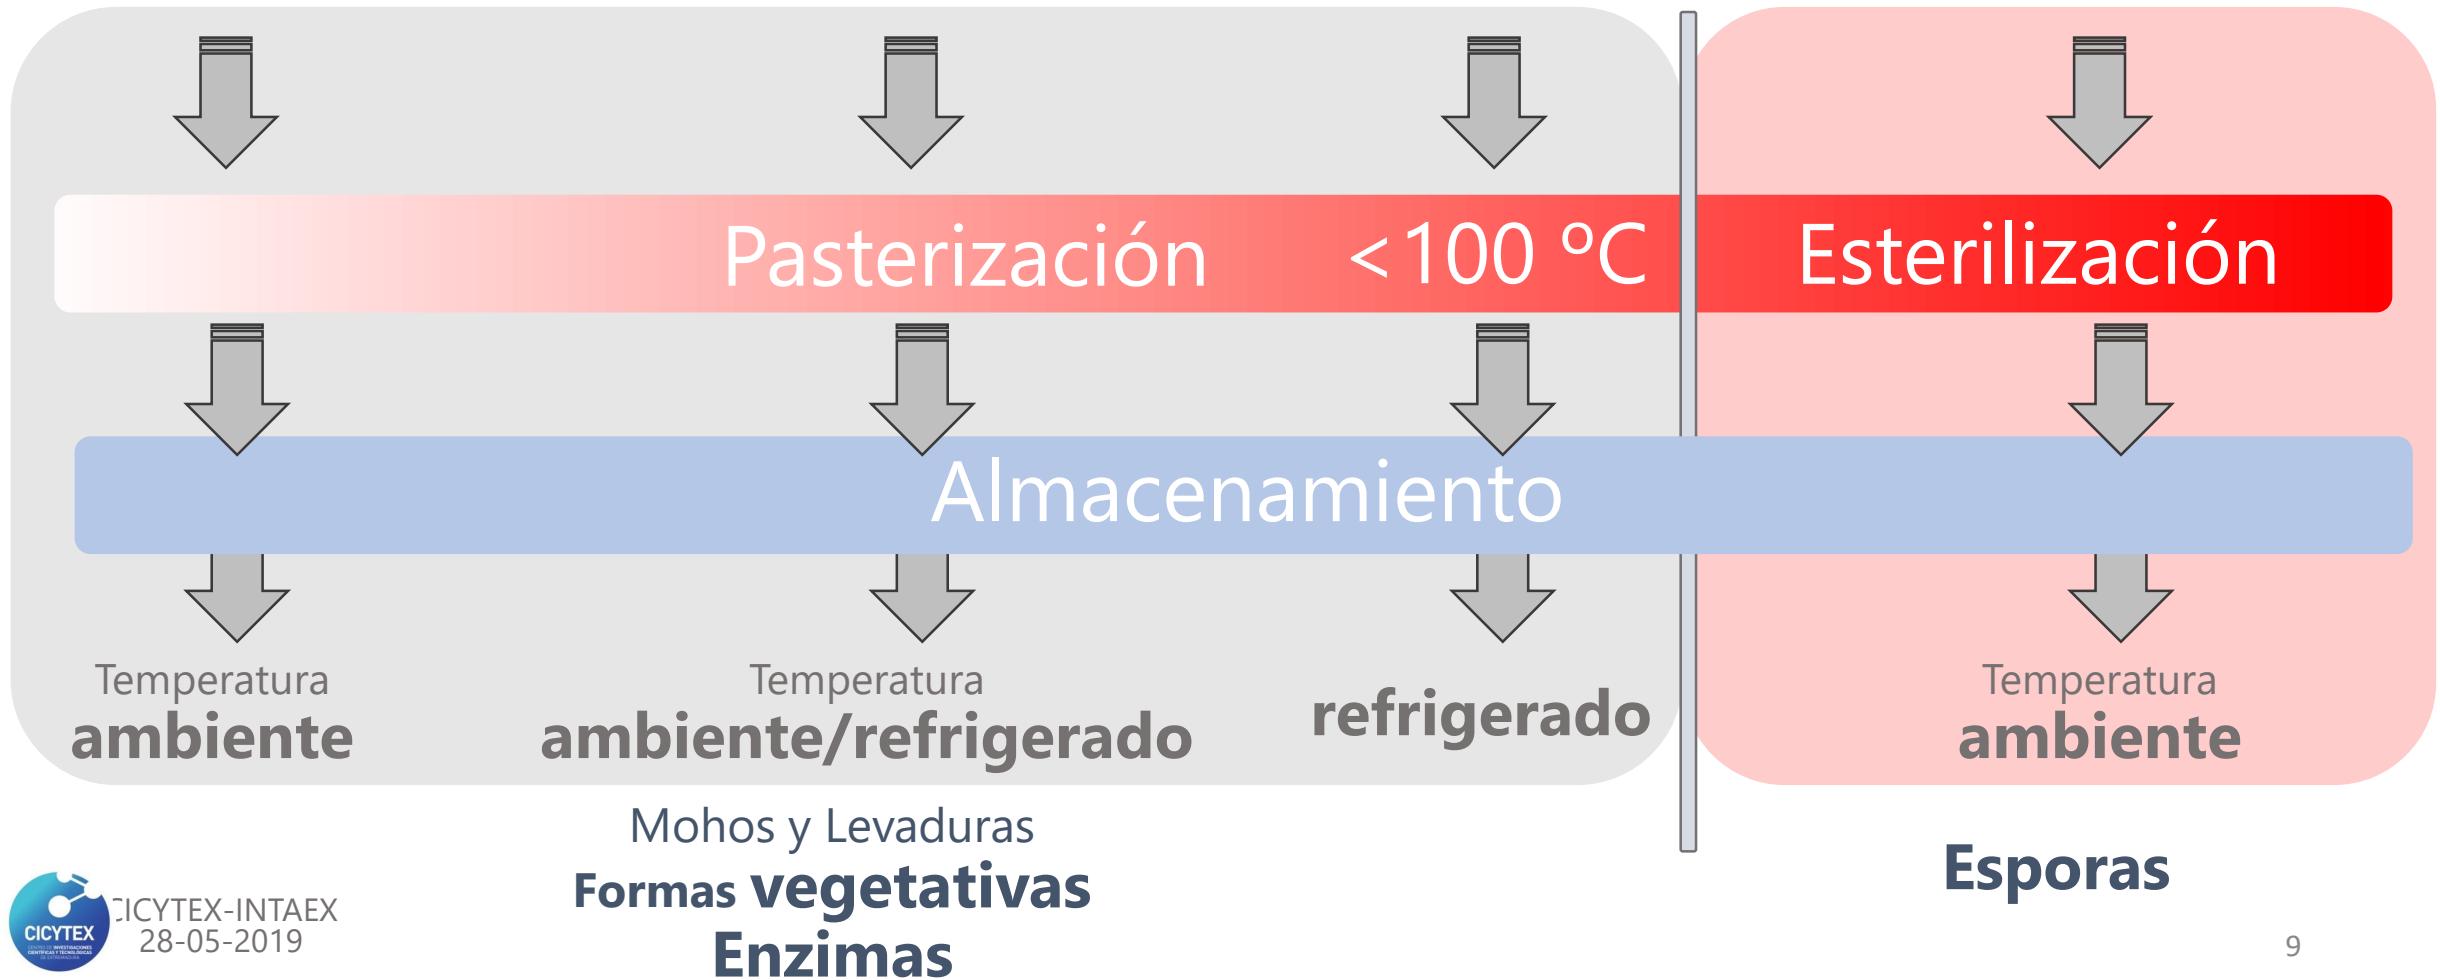 Pasterización <100 ºC Esterilización
Almacenamiento
Temperatura
ambiente
Temperatura
ambiente/refrigerado
refrigerado
Temperatura
ambiente
Mohos y Levaduras
Formas vegetativas
Enzimas
Esporas
CICYTEX
CICYTEX-INTAEX
28-05-2019
9